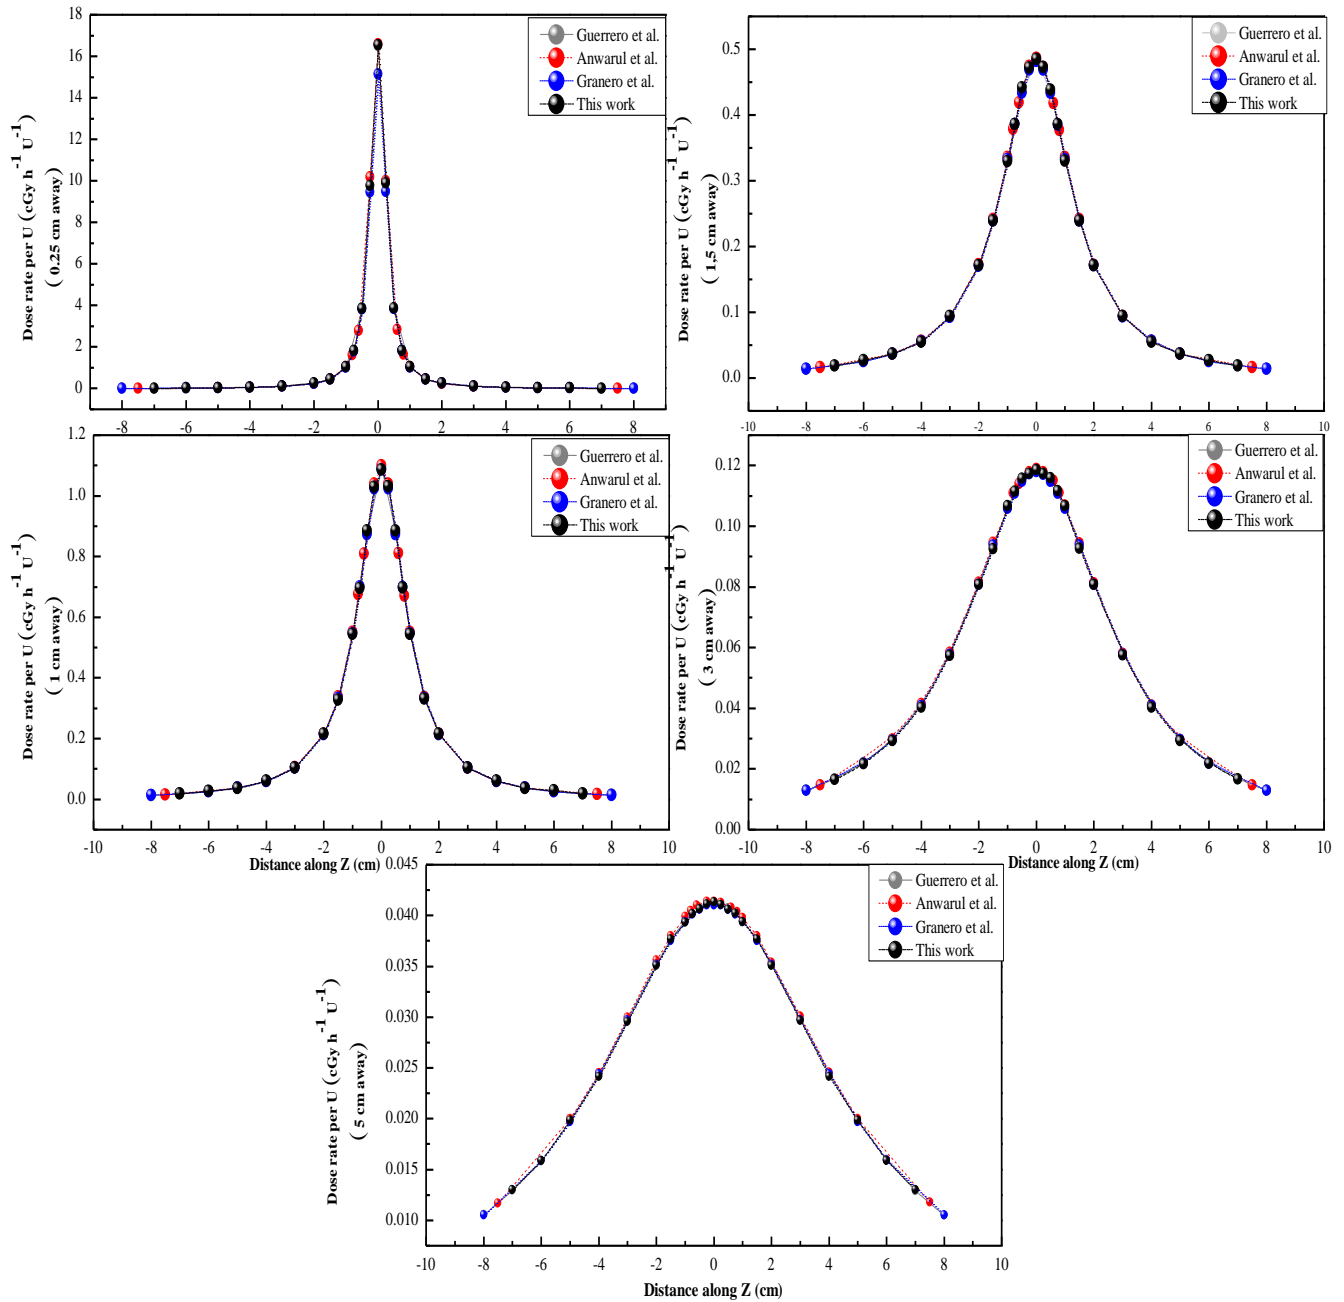 18
16
14
12
10
8
6
4
2
0
-8 -6 -4 -2 0 2 4 6 8
Dose rate per U (cGy h-1 U-1)
( 0.25 cm away)
Guerrero et al.
Anwarul et al.
Granero et al.
This work
0.5
0.4
0.3
0.2
0.1
0.0
-10 -8 -6 -4 -2 0 2 4 6 8 10
Dose rate per U (cGy h-1 U-1)
( 1,5 cm away)
Guerrero et al.
Anwarul et al.
Granero et al.
This work
1.2
1.0
0.8
0.6
0.4
0.2
0.0
-10 -8 -6 -4 -2 0 2 4 6 8 10
Distance along Z (cm)
Dose rate per U (cGy h-1 U-1)
( 1 cm away)
Guerrero et al.
Anwarul et al.
Granero et al.
This work
0.12
0.10
0.08
0.06
0.04
0.02
0.00
-10 -8 -6 -4 -2 0 2 4 6 8 10
Distance along Z (cm)
Dose rate per U (cGy h-1 U-1)
( 3 cm away)
Guerrero et al.
Anwarul et al.
Granero et al.
This work
0.045
0.040
0.035
0.030
0.025
0.020
0.015
0.010
-10 -8 -6 -4 -2 0 2 4 6 8 10
Distance along Z (cm)
Dose rate per U (cGy h-1 U-1)
( 5 cm away)
Guerrero et al.
Anwarul et al.
Granero et al.
This work